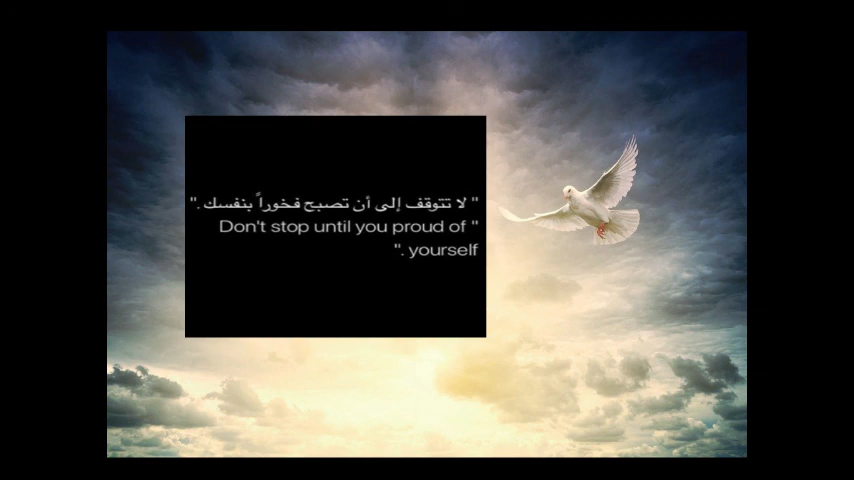 " لا تتوقف إلى أن تصبح فخوراً بنفسك ."
Don't stop until you proud of "
". yourself